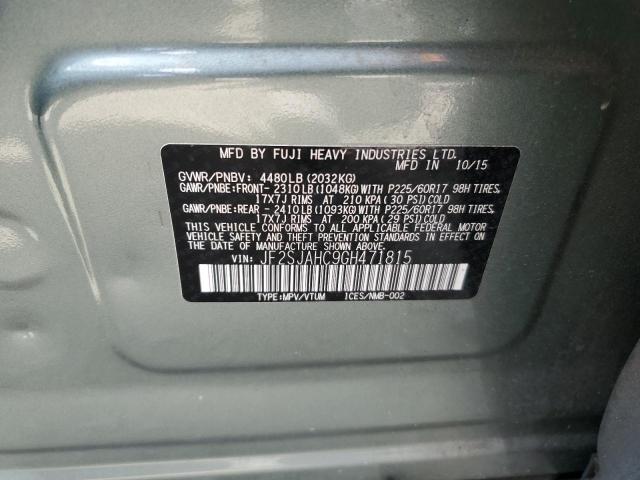 MFD BY FUJI HEAVY INDUSTRIES LTD.
MFD IN 10/15
GVWR/PNBV: 4480LB(2032KG)
GAWR/PNBE:FRONT- 2310LB(1048KG)WITH P225/60R17 98H TIRES,
17X7J RIMS AT 210 KPA(30 PSI)COLD
GAWR/PNBE:REAR - 2410LB(1093KG)WITH P225/60R17 98H TIRES,
17X7J RIMS AT 200 KPA(29 PSI)COLD
THIS VEHICLE CONFORMS TO ALL APPLICABLE FEDERAL MOTOR
VEHICLE SAFETY AND THEFT PREVENTION STANDARDS IN EFFECT
ON THE DATE OF MANUFACTURE SHOWN ABOVE.
VIN: JF2SJAHC9GH471815
TYPE:MPV/VTUM ICES/NMB-002